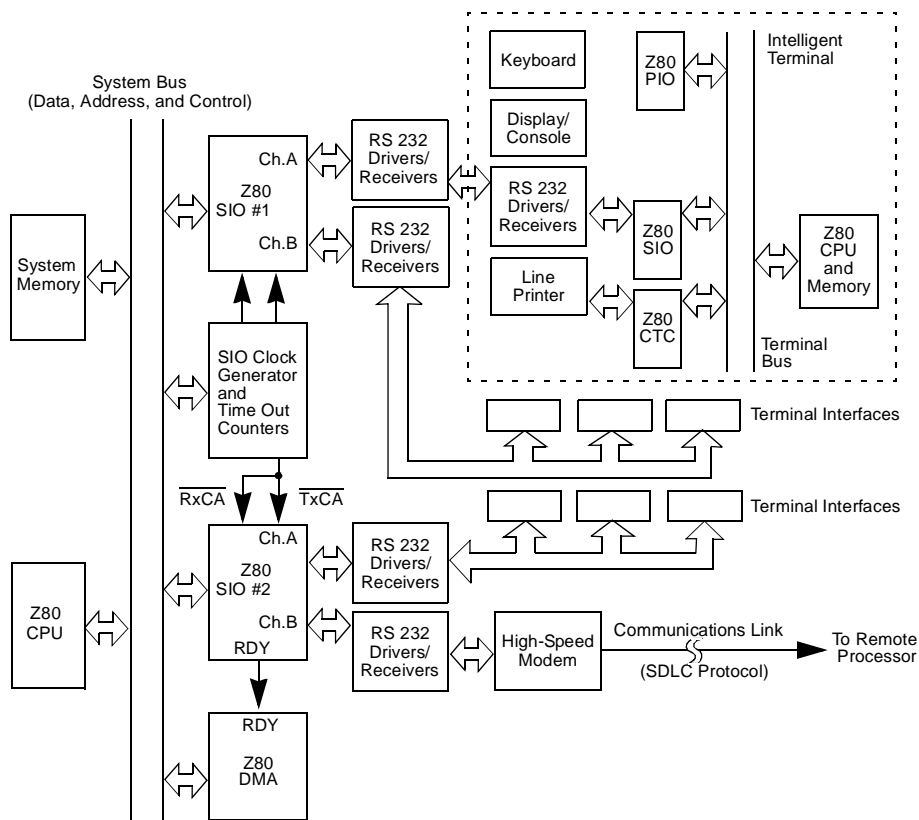 System Bus
(Data, Address, and Control)
Keyboard
Z80
PIO
Intelligent
Terminal
Display/
Console
Ch.A
Z80
SIO #1
Ch.B
RS 232
Drivers/
Receivers
RS 232
Drivers/
Receivers
RS 232
Drivers/
Receivers
Z80
SIO
Z80
CPU
and
Memory
System
Memory
Line
Printer
Z80
CTC
Terminal
Bus
SIO Clock
Generator
and
Time Out
Counters
Terminal Interfaces
RxCA
TxCA
Terminal Interfaces
Ch.A
Z80
SIO #2
Ch.B
RDY
RS 232
Drivers/
Receivers
Z80
CPU
RS 232
Drivers/
Receivers
High-Speed
Modem
Communications Link
(SDLC Protocol)
To Remote
Processor
RDY
Z80
DMA